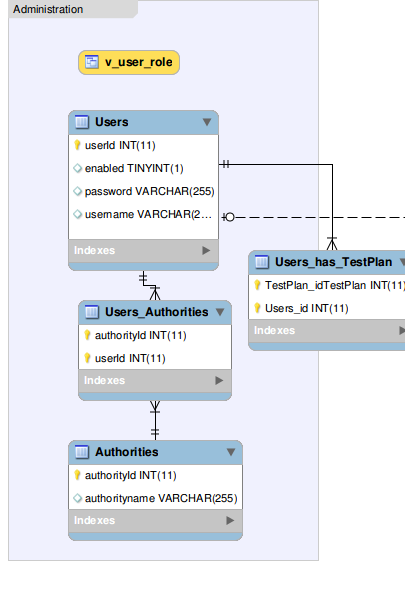 Administration
v_user_role
Users
userId INT(11)
enabled TINYINT(1)
password VARCHAR(255)
username VARCHAR(2...
Indexes
Users_has_TestPlan
TestPlan_idTestPlan INT(11)
Users_id INT(11)
Indexes
Users_Authorities
authorityId INT(11)
userId INT(11)
Indexes
Authorities
authorityId INT(11)
authorityname VARCHAR(255)
Indexes